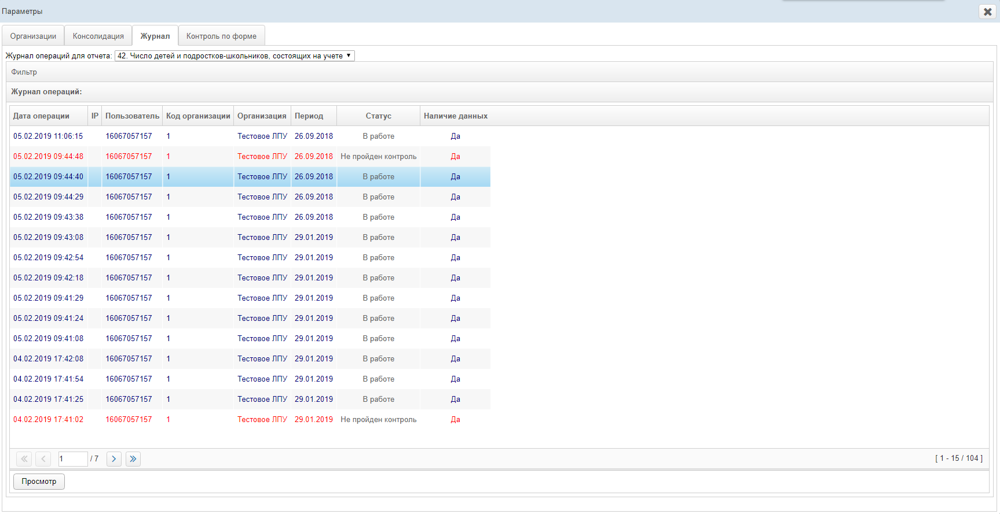 Параметры
Организации Консолидация Журнал Контроль по форме
Журнал операций для отчета: 42. Число детей и подростков-школьников, состоящих на учете
Фильтр
Журнал операций:
Дата операции IP Пользователь Код организации Организация Период Статус Наличие данных
05.02.2019 11:06:15 16067057157 1 Тестовое ЛПУ 26.09.2018 В работе Да
05.02.2019 09:44:48 16067057157 1 Тестовое ЛПУ 26.09.2018 Не пройден контроль Да
05.02.2019 09:44:40 16067057157 1 Тестовое ЛПУ 26.09.2018 В работе Да
05.02.2019 09:44:29 16067057157 1 Тестовое ЛПУ 26.09.2018 В работе Да
05.02.2019 09:43:38 16067057157 1 Тестовое ЛПУ 26.09.2018 В работе Да
05.02.2019 09:43:08 16067057157 1 Тестовое ЛПУ 29.01.2019 В работе Да
05.02.2019 09:42:54 16067057157 1 Тестовое ЛПУ 29.01.2019 В работе Да
05.02.2019 09:42:18 16067057157 1 Тестовое ЛПУ 29.01.2019 В работе Да
05.02.2019 09:41:29 16067057157 1 Тестовое ЛПУ 29.01.2019 В работе Да
05.02.2019 09:41:24 16067057157 1 Тестовое ЛПУ 29.01.2019 В работе Да
05.02.2019 09:41:08 16067057157 1 Тестовое ЛПУ 29.01.2019 В работе Да
04.02.2019 17:42:08 16067057157 1 Тестовое ЛПУ 29.01.2019 В работе Да
04.02.2019 17:41:54 16067057157 1 Тестовое ЛПУ 29.01.2019 В работе Да
04.02.2019 17:41:25 16067057157 1 Тестовое ЛПУ 29.01.2019 В работе Да
04.02.2019 17:41:02 16067057157 1 Тестовое ЛПУ 29.01.2019 Не пройден контроль Да
1 / 7 [ 1 - 15 / 104 ]
Просмотр